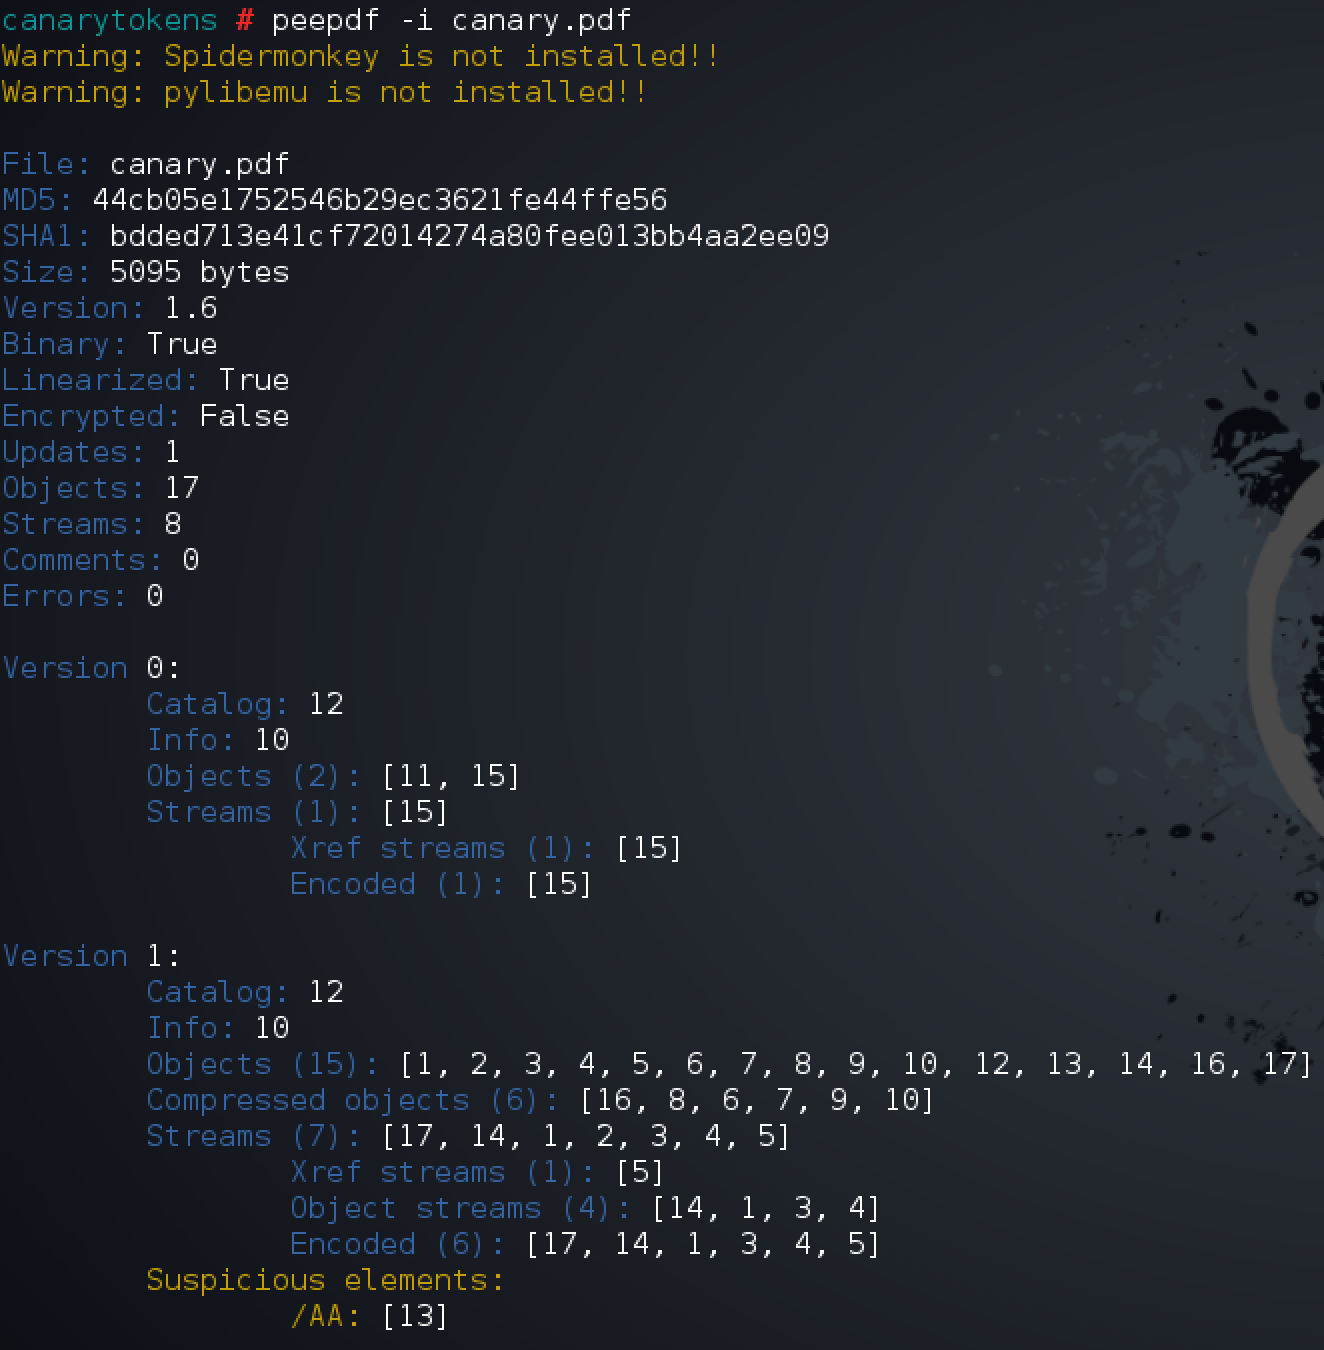 canarytokens # peepdf -i canary.pdf
Warning: Spidermonkey is not installed!!
Warning: pylibemu is not installed!!
File: canary.pdf
MD5: 44cb05e1752546b29ec3621fe44ffe56
SHA1: bdded713e41cf72014274a80fee013bb4aa2ee09
Size: 5095 bytes
Version: 1.6
Binary: True
Linearized: True
Encrypted: False
Updates: 1
Objects: 17
Streams: 8
Comments: 0
Errors: 0
Version 0:
Catalog: 12
Info: 10
Objects (2): [11, 15]
Streams (1): [15]
Xref streams (1): [15]
Encoded (1): [15]
Version 1:
Catalog: 12
Info: 10
Objects (15): [1, 2, 3, 4, 5, 6, 7, 8, 9, 10, 12, 13, 14, 16, 17]
Compressed objects (6): [16, 8, 6, 7, 9, 10]
Streams (7): [17, 14, 1, 2, 3, 4, 5]
Xref streams (1): [5]
Object streams (4): [14, 1, 3, 4]
Encoded (6): [17, 14, 1, 3, 4, 5]
Suspicious elements:
/AA: [13]